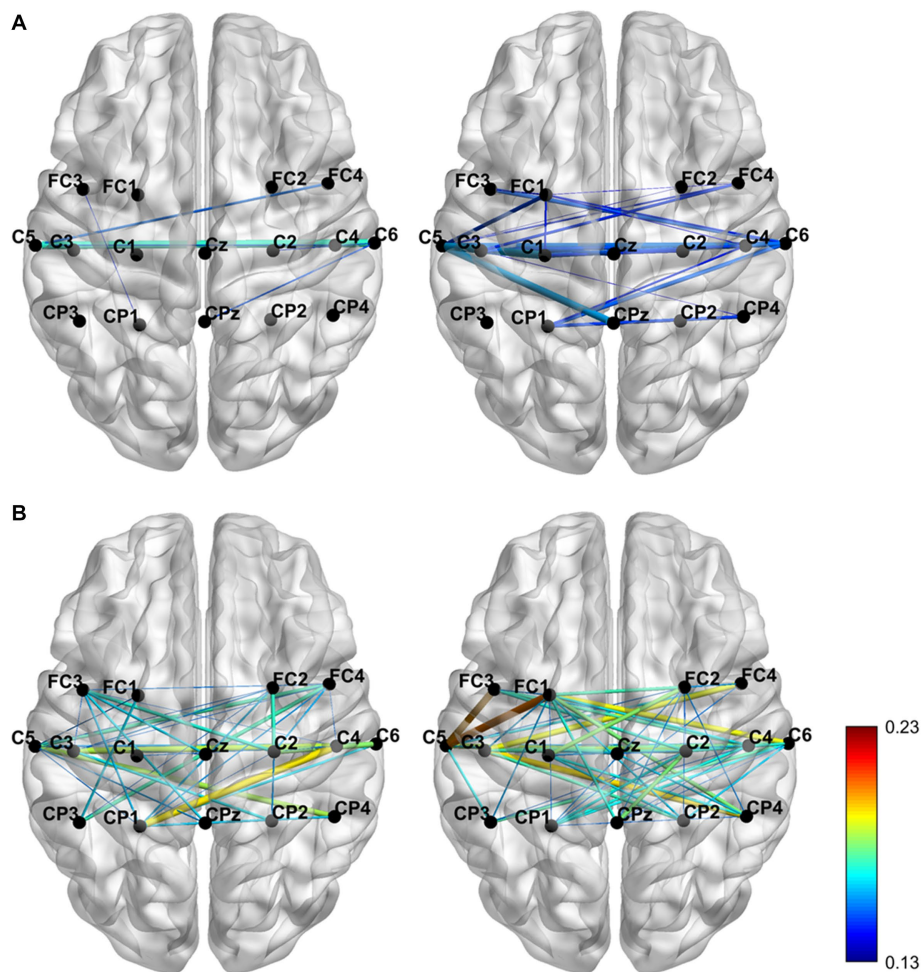 A
FC3 FC1 FC2 FC4 FC3 FC1 FC2 FC4
C5 C3 C1 Cz C2 C4 C6 C5 C3 C1 Cz C2 C4 C6
CP3 CP1 CPz CP2 CP4 CP3 CP1 CPz CP2 CP4
B
FC3 FC1 FC2 FC4 FC3 FC1 FC2 FC4
C5 C3 C1 Cz C2 C4 C6 C5 C3 C1 Cz C2 C4 C6
0.23
CP3 CP1 CPz CP2 CP4 CP3 CP1 CPz CP2 CP4
0.13